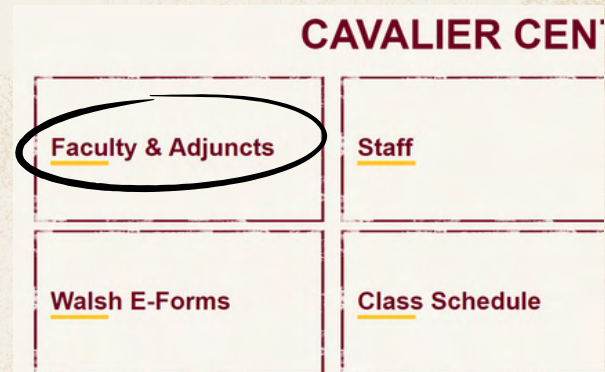 CAVALIER CENT
Faculty & Adjuncts
Staff
Walsh E-Forms
Class Schedule